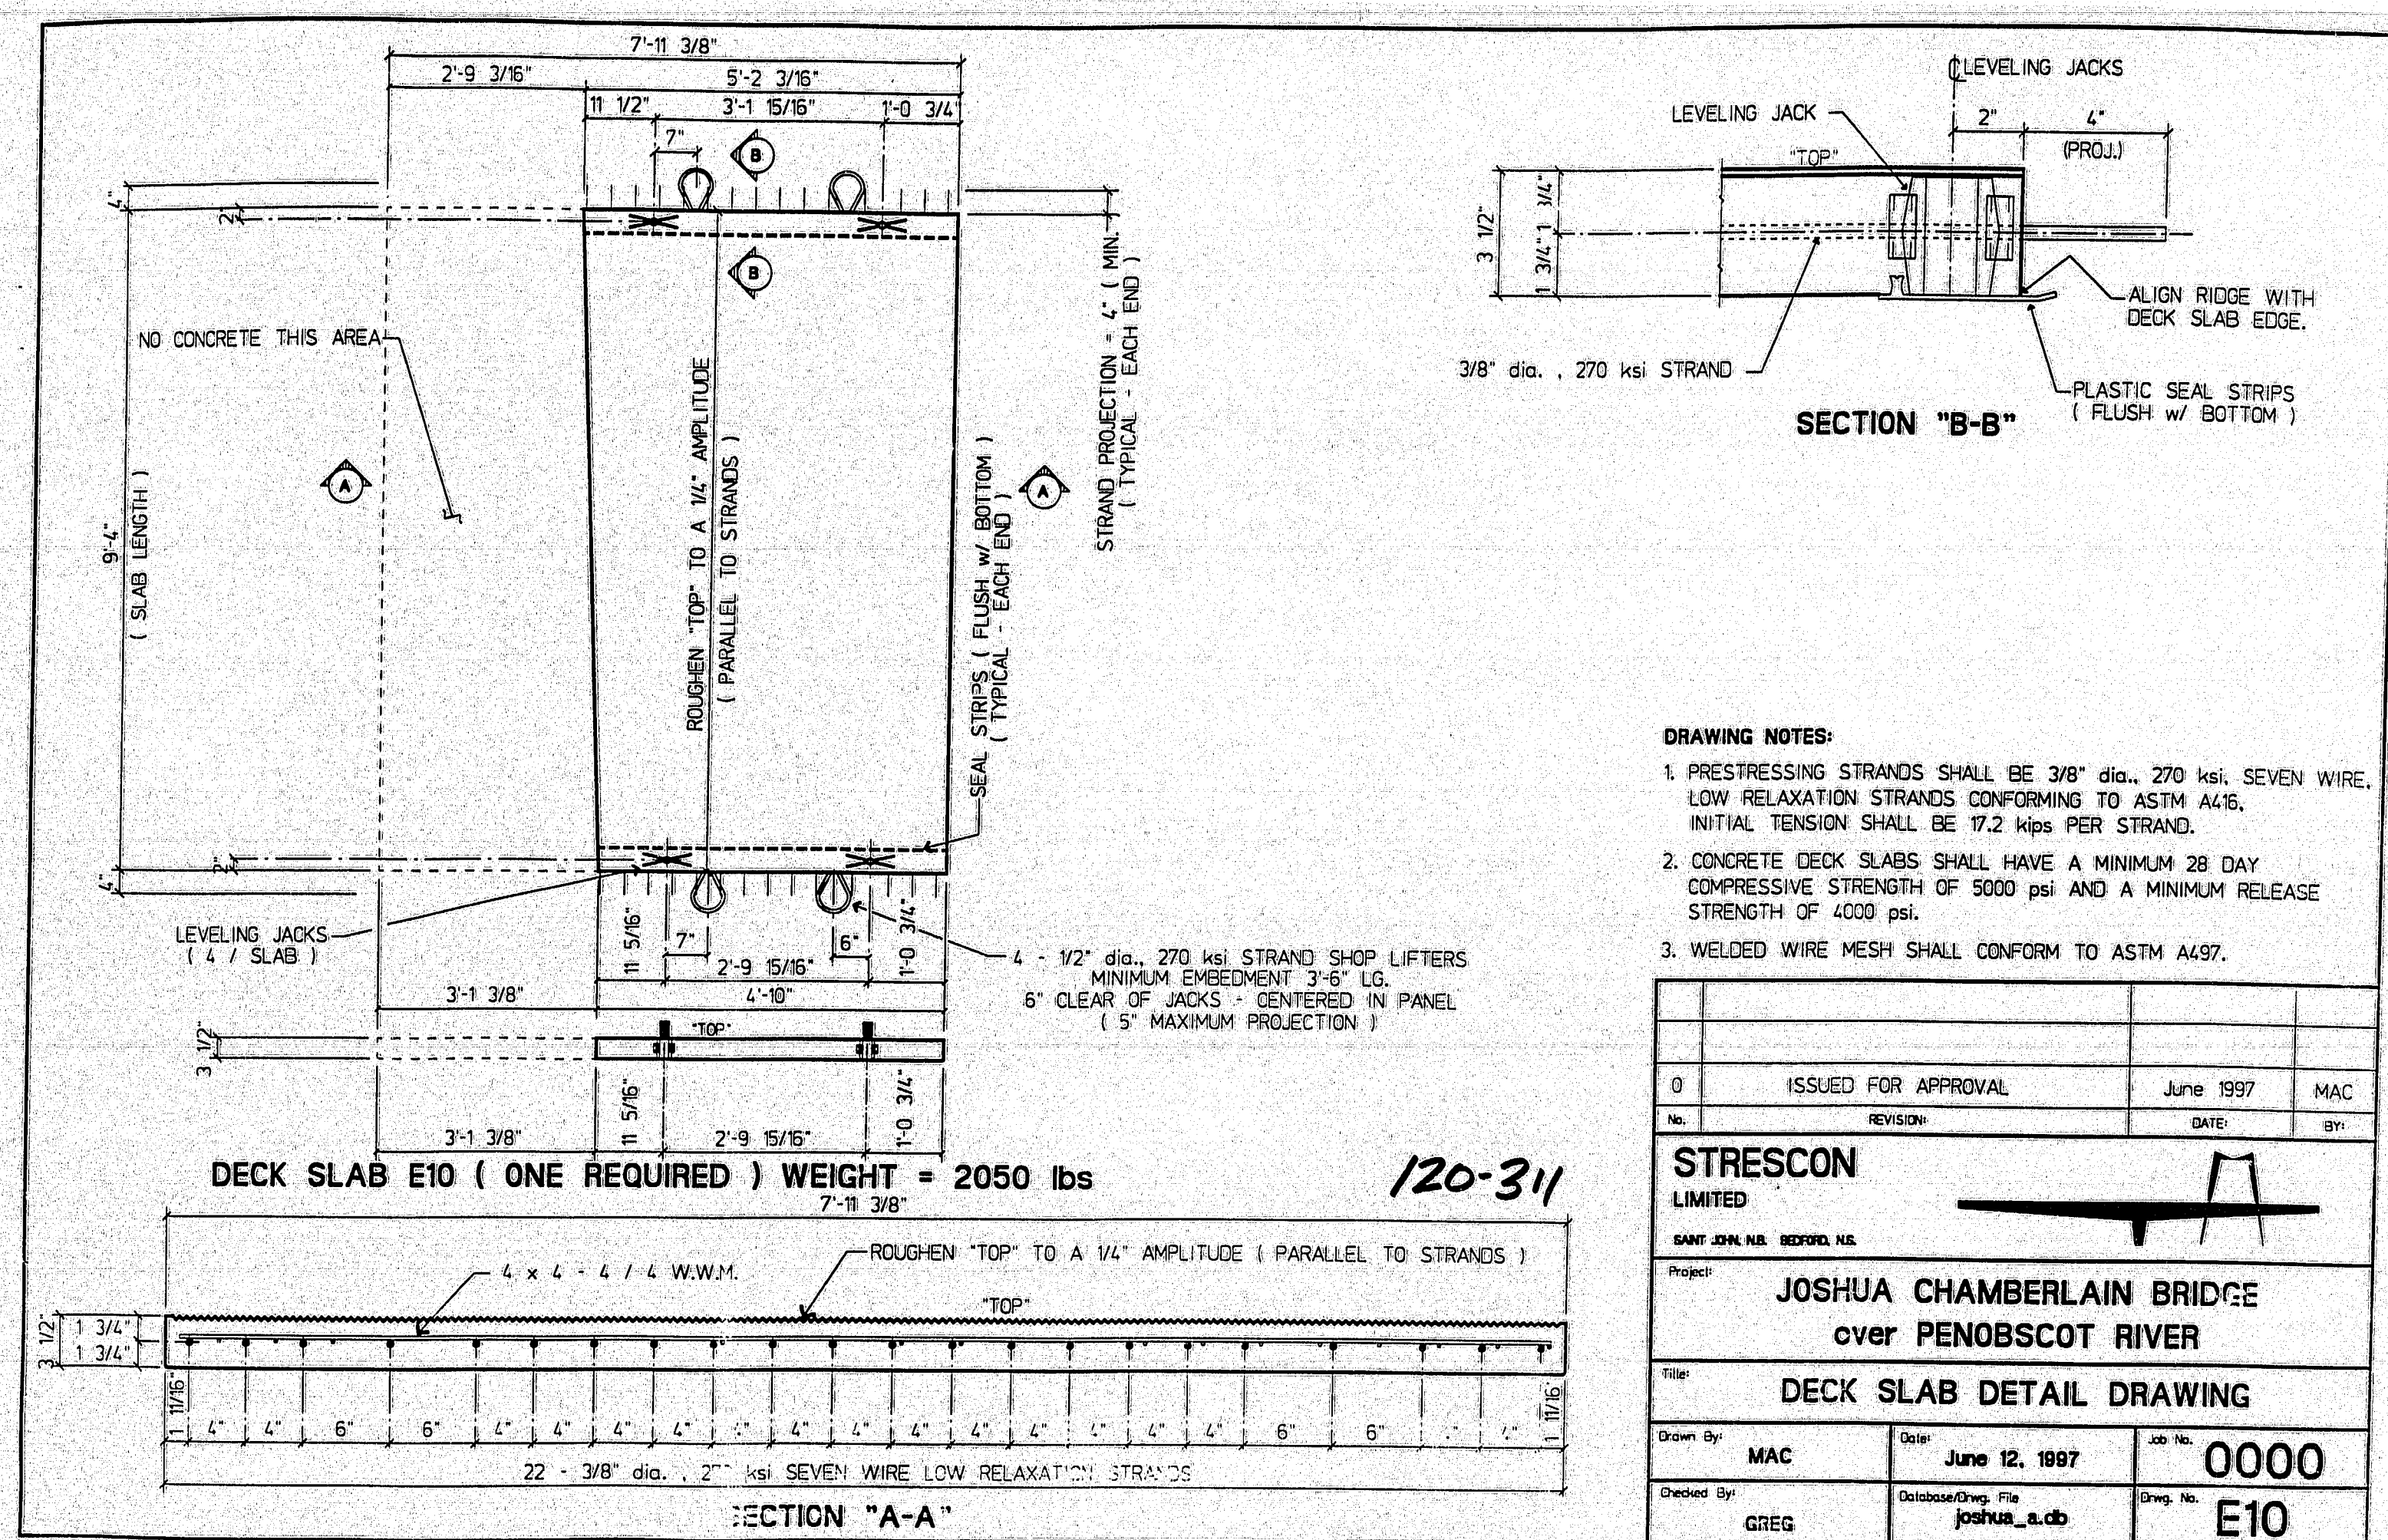 7'-11 3/8"
2'-9 3/16"
5'-2 3/16"
11 1/2"
3'-1 15/16"
1'-0 3/4"
7"
B
4"
2"
B
NO CONCRETE THIS AREA
A
9'-4"
( SLAB LENGTH )
ROUGHEN "TOP" TO A 1/4" AMPLITUDE
( PARALLEL TO STRANDS )
SEAL STRIPS ( FLUSH w/ BOTTOM )
( TYPICAL - EACH END )
A
STRAND PROJECTION = 4" ( MIN. )
( TYPICAL - EACH END )
2"
4"
LEVELING JACKS
( 4 / SLAB )
11 5/16"
7"
2'-9 15/16"
6"
1'-0 3/4"
3'-1 3/8"
4'-10"
4 - 1/2" dia., 270 ksi STRAND SHOP LIFTERS
MINIMUM EMBEDMENT 3'-6" LG.
6" CLEAR OF JACKS - CENTERED IN PANEL
( 5" MAXIMUM PROJECTION )
3 1/2"
"TOP"
3'-1 3/8"
11 5/16"
2'-9 15/16"
1'-0 3/4"
DECK SLAB E10 ( ONE REQUIRED ) WEIGHT = 2050 lbs
120-311
7'-11 3/8"
ROUGHEN "TOP" TO A 1/4" AMPLITUDE ( PARALLEL TO STRANDS )
4 x 4 - 4 / 4 W.W.M.
"TOP"
3 1/2"
1 3/4"
1 3/4"
1 11/16"
4" 4" 6" 6" 4" 4" 4" 4" 4" 4" 4" 4" 4" 4" 4" 6" 6"
1 11/16"
22 - 3/8" dia. , ksi SEVEN WIRE LOW RELAXATION STRANDS
SECTION "A-A"
CL LEVELING JACKS
LEVELING JACK
2"
4"
(PROJ.)
"TOP"
3 1/2"
1 3/4"
1 3/4"
ALIGN RIDGE WITH
DECK SLAB EDGE.
3/8" dia. , 270 ksi STRAND
PLASTIC SEAL STRIPS
( FLUSH w/ BOTTOM )
SECTION "B-B"
DRAWING NOTES:
1. PRESTRESSING STRANDS SHALL BE 3/8" dia., 270 ksi, SEVEN WIRE,
LOW RELAXATION STRANDS CONFORMING TO ASTM A416.
INITIAL TENSION SHALL BE 17.2 kips PER STRAND.
2. CONCRETE DECK SLABS SHALL HAVE A MINIMUM 28 DAY
COMPRESSIVE STRENGTH OF 5000 psi AND A MINIMUM RELEASE
STRENGTH OF 4000 psi.
3. WELDED WIRE MESH SHALL CONFORM TO ASTM A497.
0 ISSUED FOR APPROVAL June 1997 MAC
No. REVISION: DATE: BY:
STRESCON
LIMITED
SAINT JOHN, N.B. BEDFORD, N.S.
Project:
JOSHUA CHAMBERLAIN BRIDGE
over PENOBSCOT RIVER
Title:
DECK SLAB DETAIL DRAWING
Drawn By:
MAC
Date:
June 12, 1997
Job No.
0000
Checked By:
GREG
Database/Drwg. File
joshua_a.db
Drwg. No.
E10